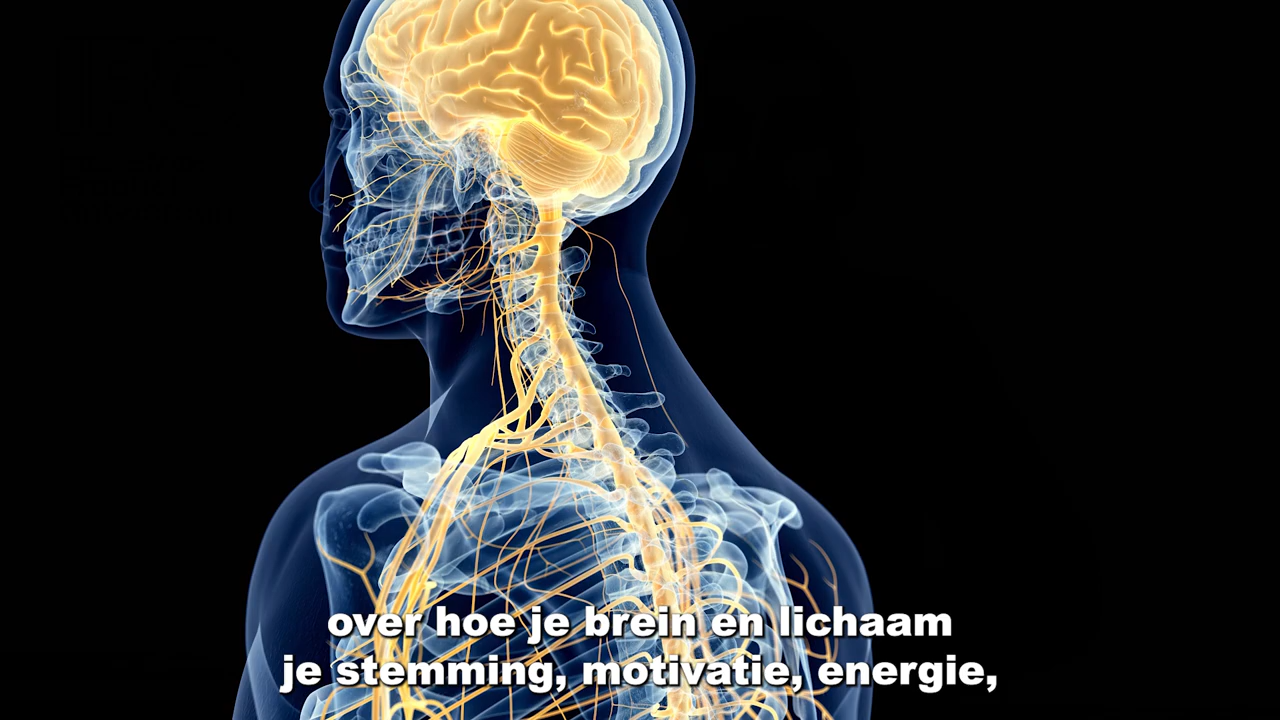 over hoe je brein en lichaam
je stemming, motivatie, energie,